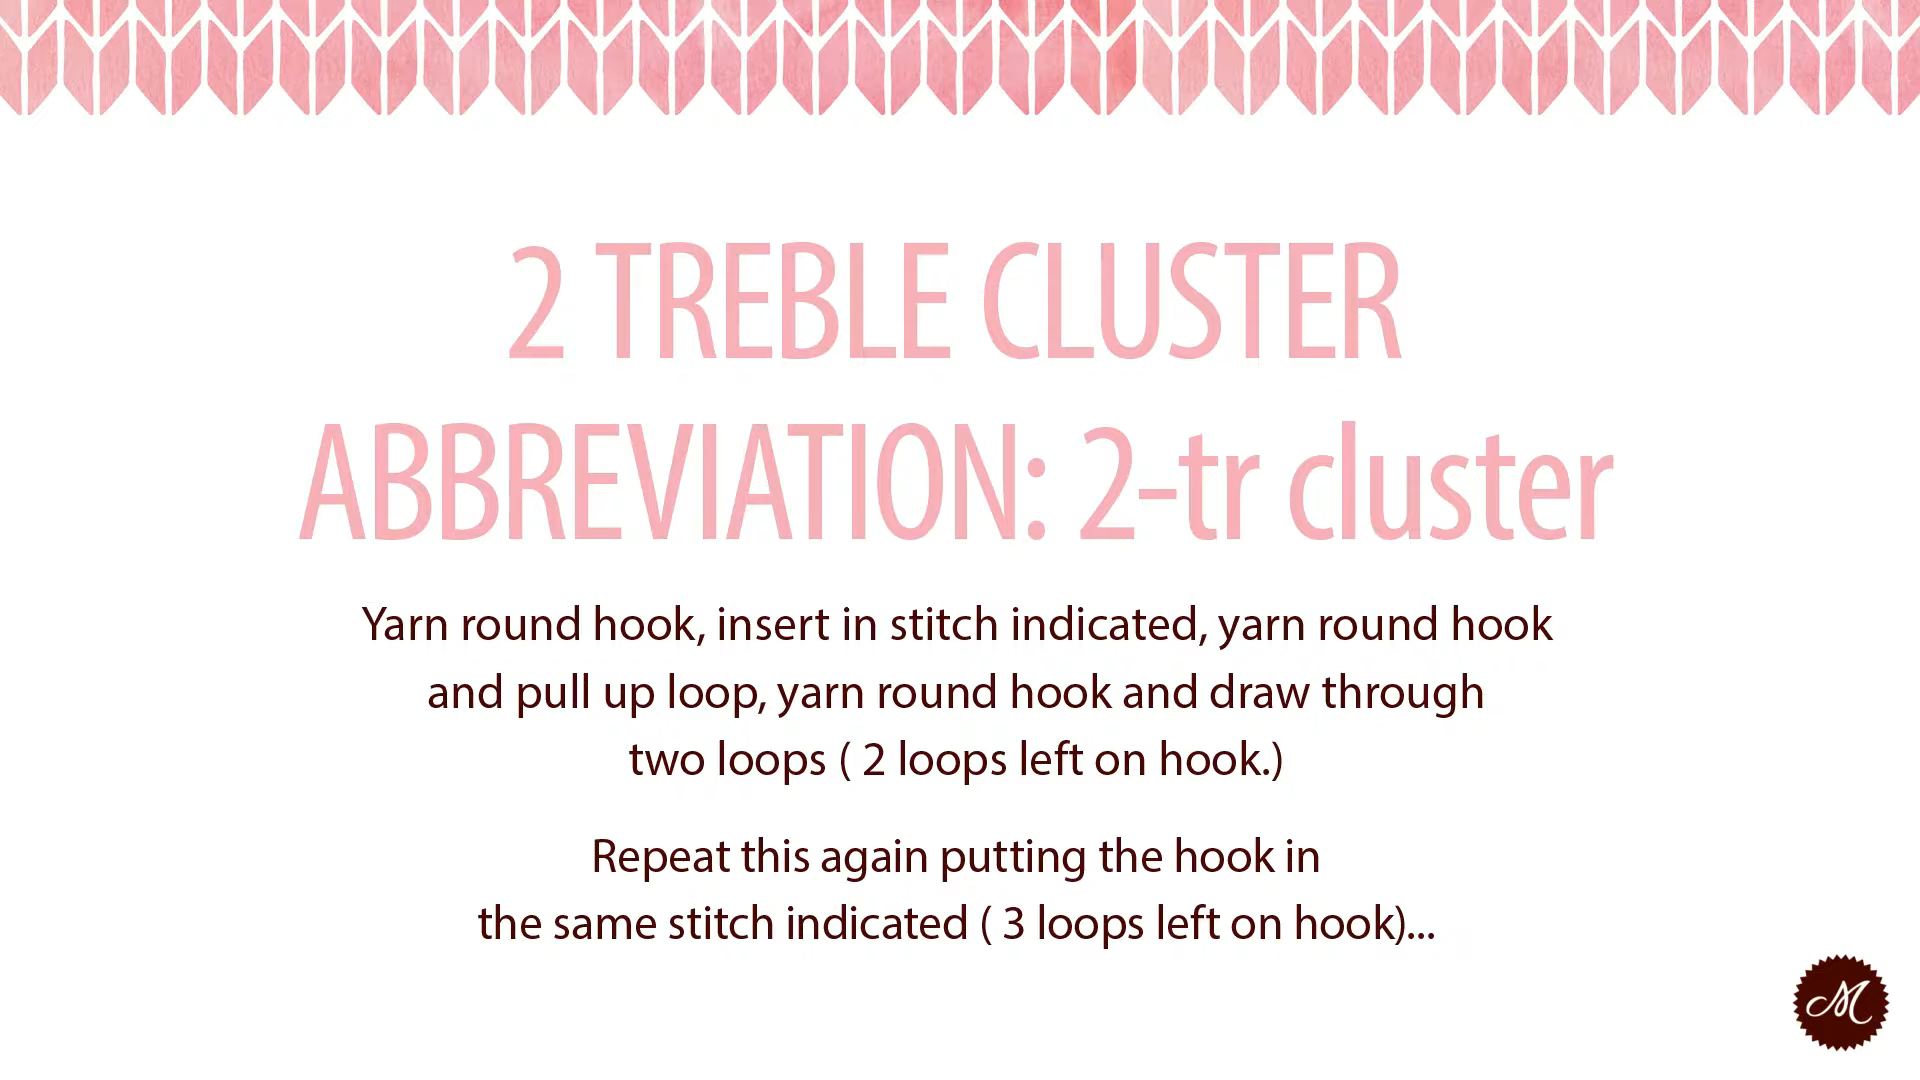 2 TREBLE CLUSTER
ABBREVIATION: 2-tr cluster
Yarn round hook, insert in stitch indicated, yarn round hook
and pull up loop, yarn round hook and draw through
two loops ( 2 loops left on hook.)
Repeat this again putting the hook in
the same stitch indicated ( 3 loops left on hook)...
M